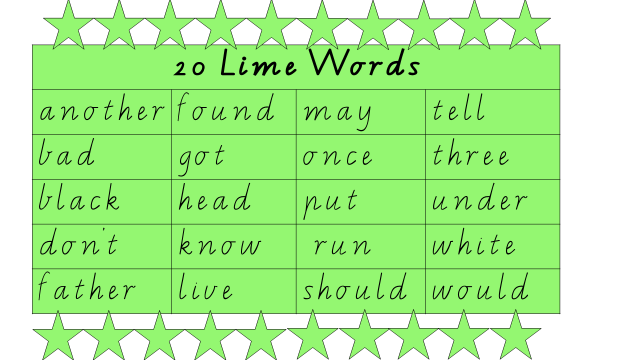 20 Lime Words
another found may tell
bad got once three
black head put under
don't know run white
father live should would